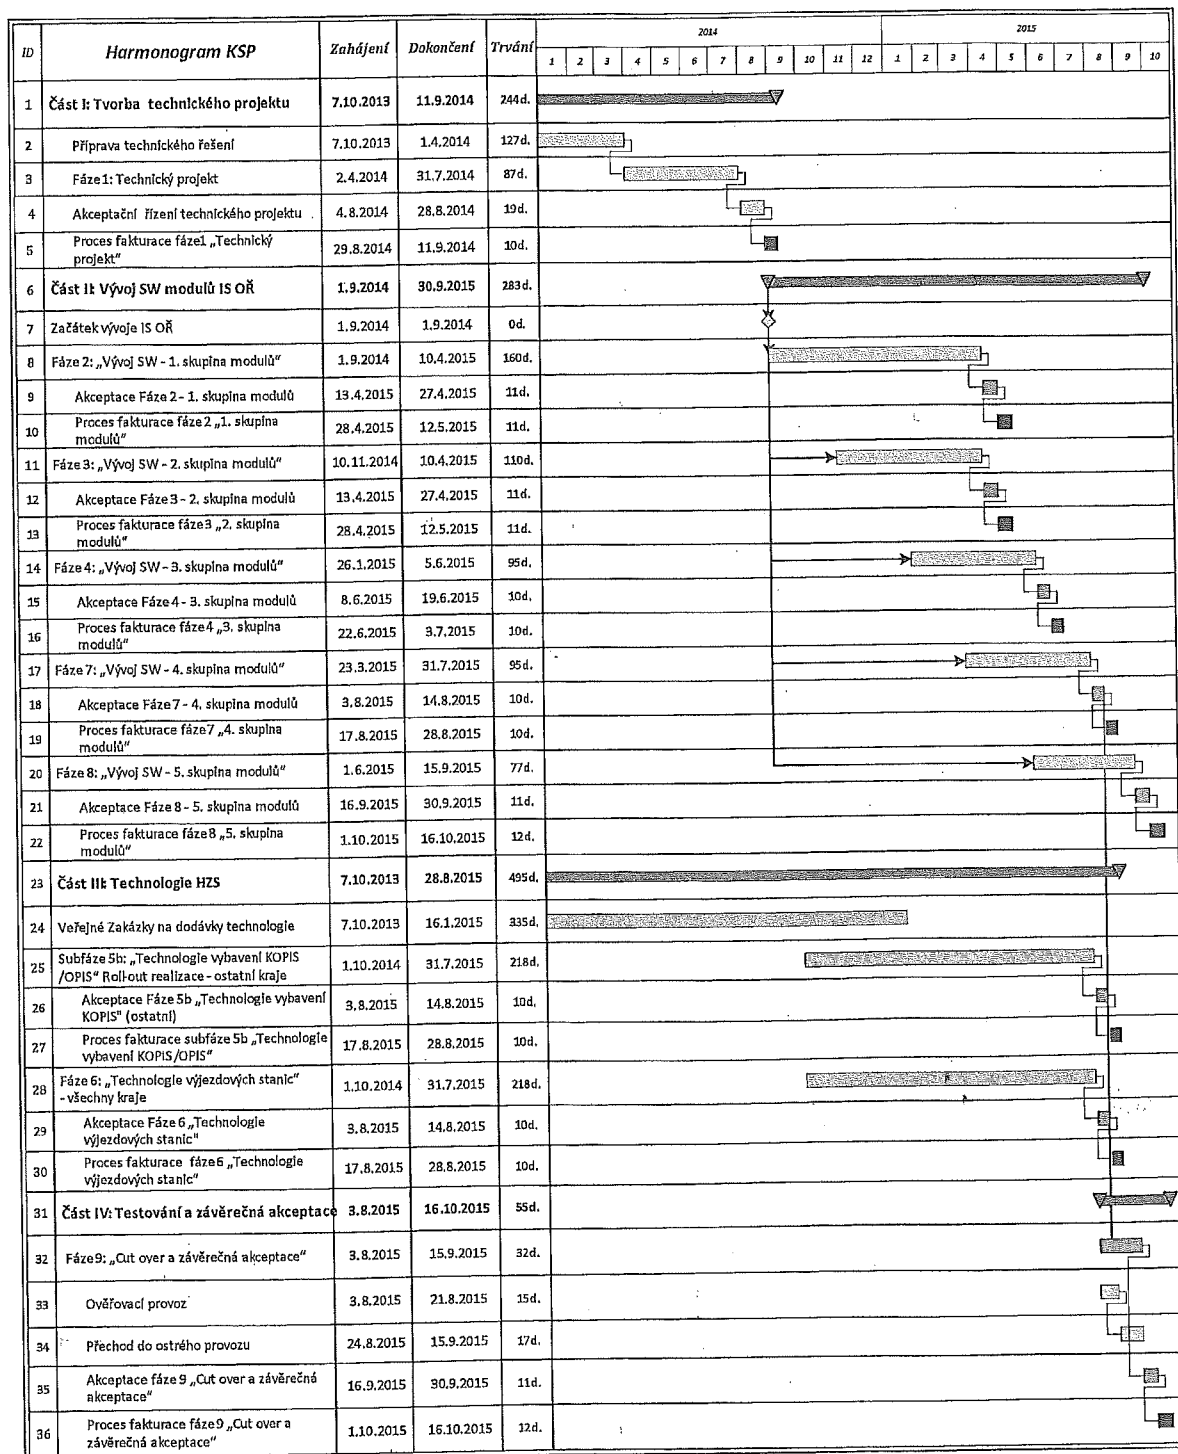 ID Harmonogram KSP Zahájení Dokončení Trvání 2014 2015
1 2 3 4 5 6 7 8 9 10 11 12 1 2 3 4 5 6 7 8 9 10
1 Část I: Tvorba technického projektu 7.10.2013 11.9.2014 244d.
2 Příprava technického řešení 7.10.2013 1.4.2014 127d.
3 Fáze1: Technický projekt 2.4.2014 31.7.2014 87d.
4 Akceptační řízení technického projektu 4.8.2014 28.8.2014 19d.
5 Proces fakturace fáze1 „Technický
projekt“ 29.8.2014 11.9.2014 10d.
6 Část II: Vývoj SW modulů IS OŘ 1.9.2014 30.9.2015 283d.
7 Začátek vývoje IS OŘ 1.9.2014 1.9.2014 0d.
8 Fáze 2: „Vývoj SW - 1. skupina modulů“ 1.9.2014 10.4.2015 160d.
9 Akceptace Fáze 2 - 1. skupina modulů 13.4.2015 27.4.2015 11d.
10 Proces fakturace fáze 2 „1. skupina
modulů“ 28.4.2015 12.5.2015 11d.
11 Fáze 3: „Vývoj SW - 2. skupina modulů“ 10.11.2014 10.4.2015 110d.
12 Akceptace Fáze 3 - 2. skupina modulů 13.4.2015 27.4.2015 11d.
13 Proces fakturace fáze3 „2. skupina
modulů“ 28.4.2015 12.5.2015 11d.
14 Fáze 4: „Vývoj SW - 3. skupina modulů“ 26.1.2015 5.6.2015 95d.
15 Akceptace Fáze 4 - 3. skupina modulů 8.6.2015 19.6.2015 10d.
16 Proces fakturace fáze4 „3. skupina
modulů“ 22.6.2015 3.7.2015 10d.
17 Fáze 7: „Vývoj SW - 4. skupina modulů“ 23.3.2015 31.7.2015 95d.
18 Akceptace Fáze 7 - 4. skupina modulů 3.8.2015 14.8.2015 10d.
19 Proces fakturace fáze7 „4. skupina
modulů“ 17.8.2015 28.8.2015 10d.
20 Fáze 8: „Vývoj SW - 5. skupina modulů“ 1.6.2015 15.9.2015 77d.
21 Akceptace Fáze 8 - 5. skupina modulů 16.9.2015 30.9.2015 11d.
22 Proces fakturace fáze8 „5. skupina
modulů“ 1.10.2015 16.10.2015 12d.
23 Část III: Technologie HZS 7.10.2013 28.8.2015 495d.
24 Veřejné Zakázky na dodávky technologie 7.10.2013 16.1.2015 335d.
25 Subfáze 5b: „Technologie vybavení KOPIS
/OPIS“ Roll-out realizace - ostatní kraje 1.10.2014 31.7.2015 218d.
26 Akceptace Fáze 5b „Technologie vybavení
KOPIS" (ostatní) 3.8.2015 14.8.2015 10d.
27 Proces fakturace subfáze 5b „Technologie
vybavení KOPIS/OPIS“ 17.8.2015 28.8.2015 10d.
28 Fáze 6: „Technologie výjezdových stanic“
- všechny kraje 1.10.2014 31.7.2015 218d.
29 Akceptace Fáze 6 „Technologie
výjezdových stanic" 3.8.2015 14.8.2015 10d.
30 Proces fakturace fáze6 „Technologie
výjezdových stanic“ 17.8.2015 28.8.2015 10d.
31 Část IV: Testování a závěrečná akceptace 3.8.2015 16.10.2015 55d.
32 Fáze9: „Cut over a závěrečná akceptace“ 3.8.2015 15.9.2015 32d.
33 Ověřovací provoz 3.8.2015 21.8.2015 15d.
34 Přechod do ostrého provozu 24.8.2015 15.9.2015 17d.
35 Akceptace fáze 9 „Cut over a závěrečná
akceptace“ 16.9.2015 30.9.2015 11d.
36 Proces fakturace fáze9 „Cut over a
závěrečná akceptace“ 1.10.2015 16.10.2015 12d.